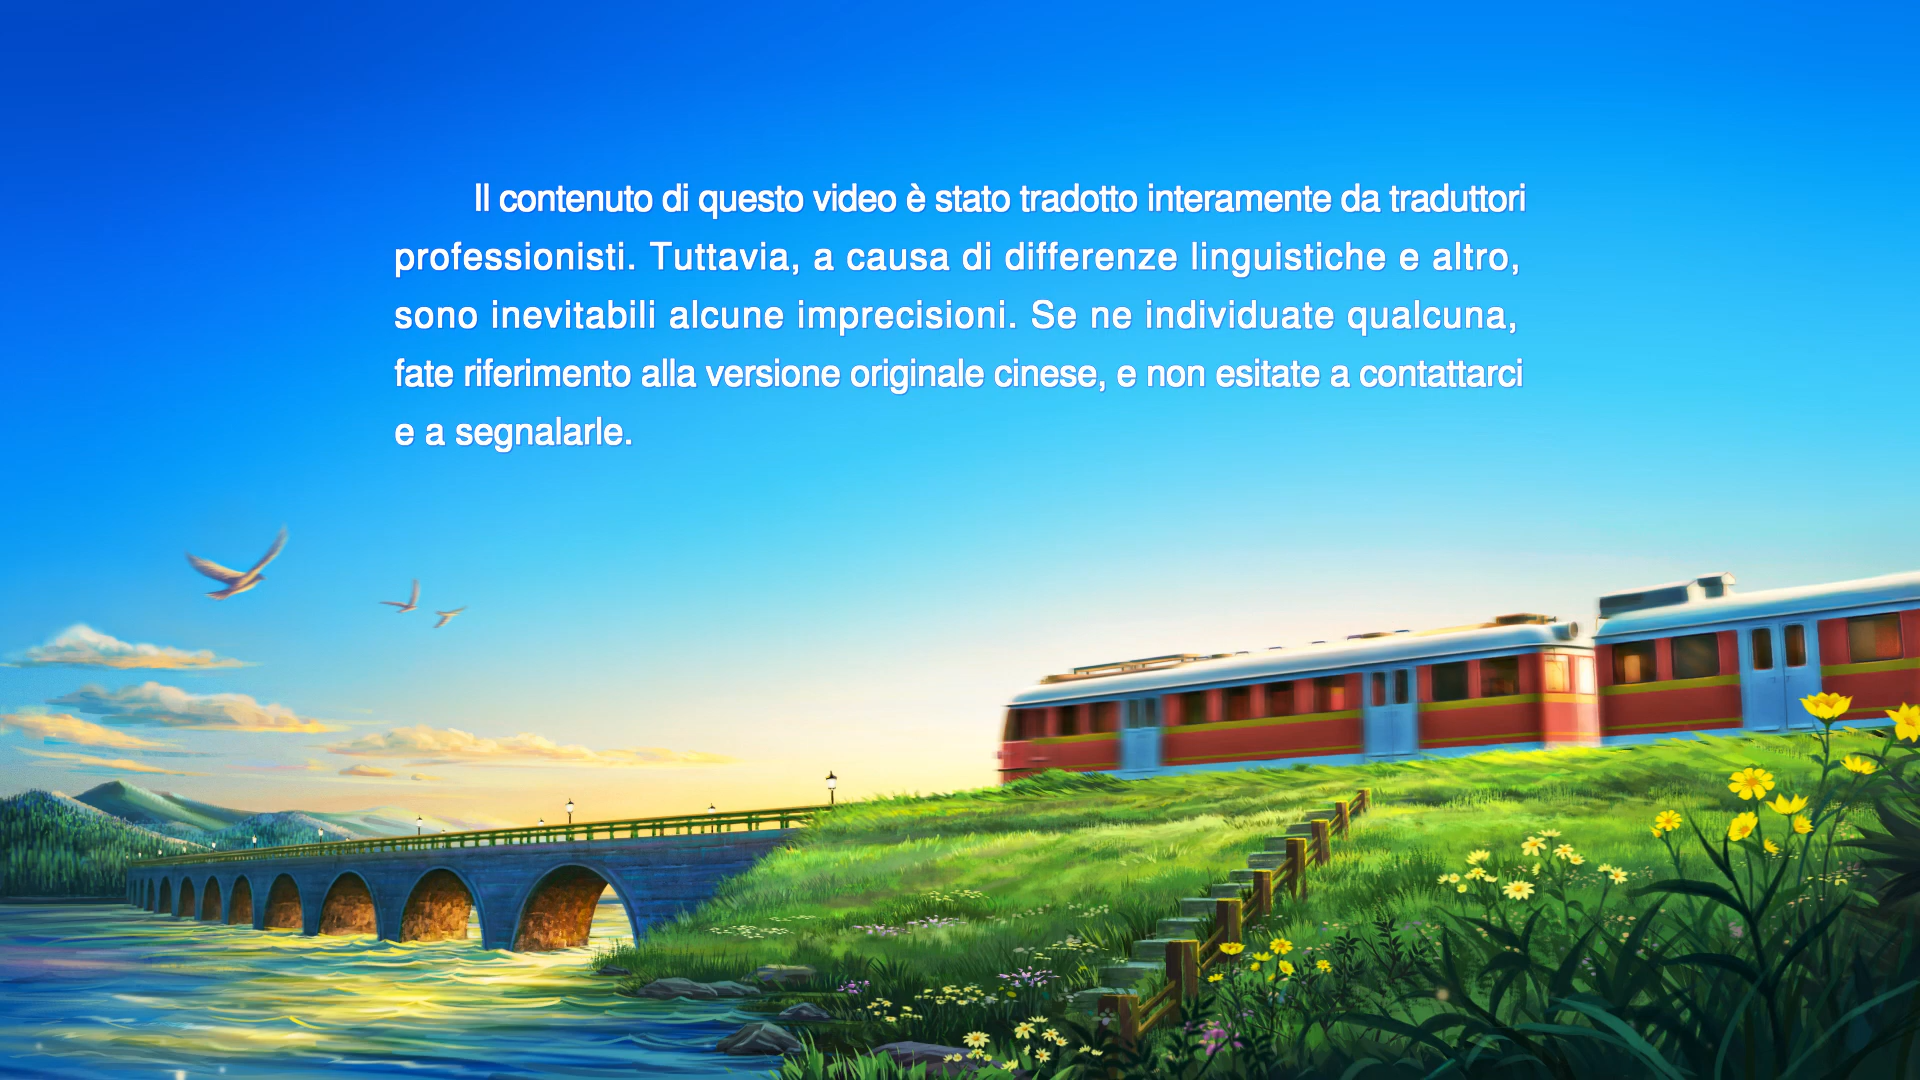 Il contenuto di questo video è stato tradotto interamente da traduttori
professionisti. Tuttavia, a causa di differenze linguistiche e altro,
sono inevitabili alcune imprecisioni. Se ne individuate qualcuna,
fate riferimento alla versione originale cinese, e non esitate a contattarci
e a segnalarle.